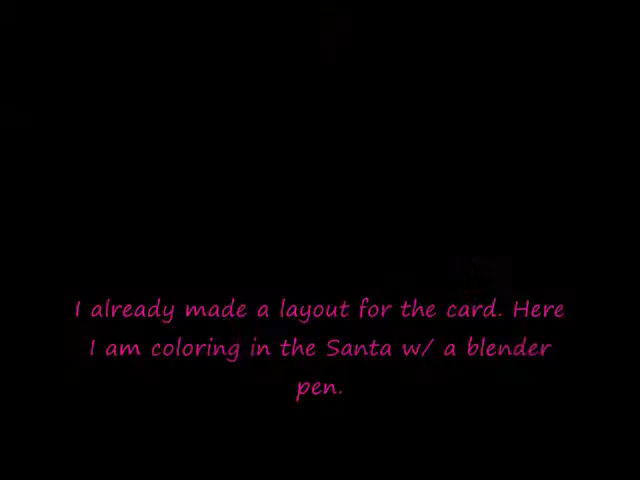 I already made a layout for the card. Here
I am coloring in the Santa w/ a blender
pen.